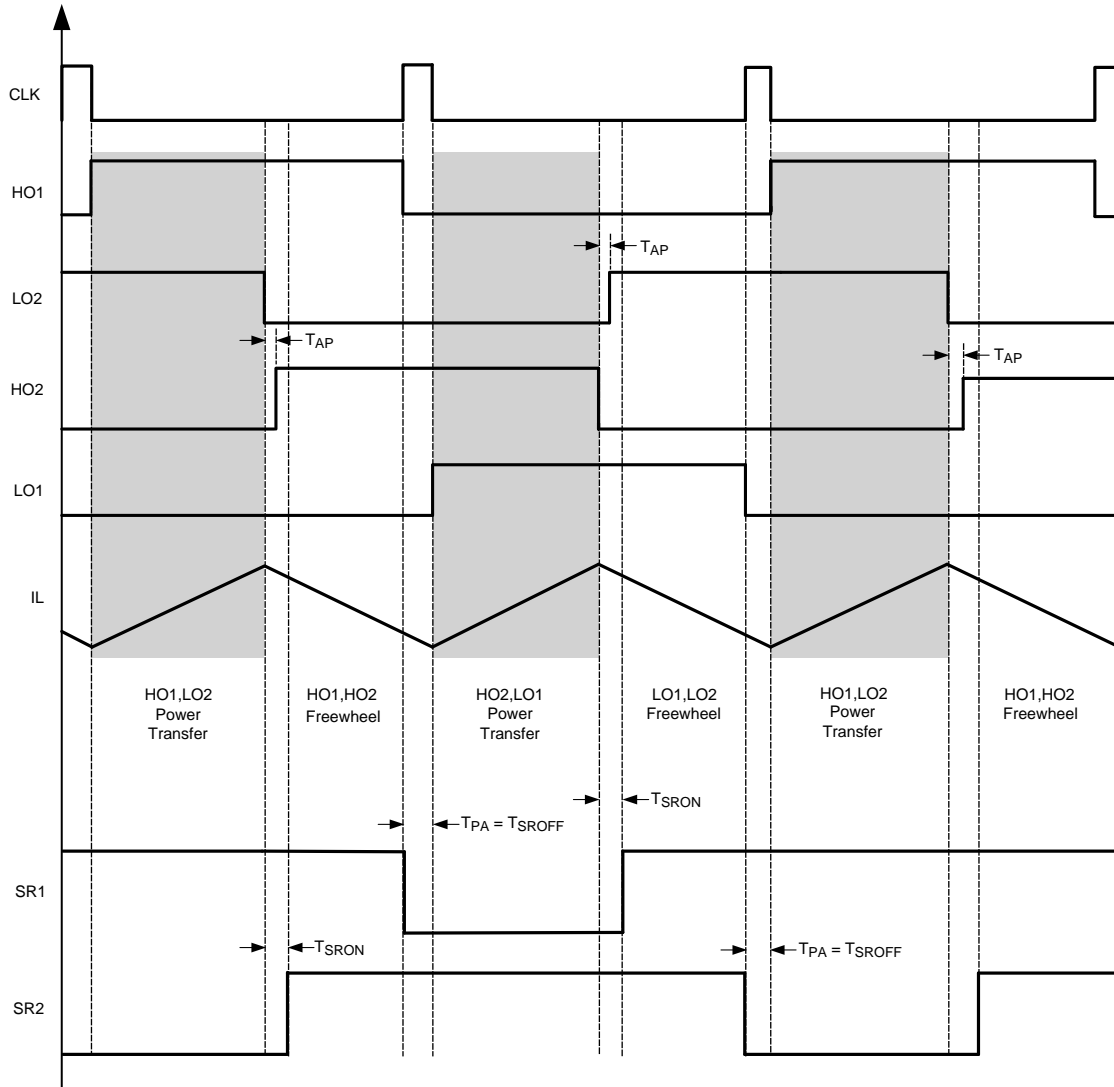 CLK
HO1
TAP
LO2
TAP
TAP
HO2
LO1
IL
HO1,LO2
Power
Transfer
HO1,HO2
Freewheel
HO2,LO1
Power
Transfer
LO1,LO2
Freewheel
HO1,LO2
Power
Transfer
HO1,HO2
Freewheel
TSRON
TPA = TSROFF
SR1
TSRON
TPA = TSROFF
SR2